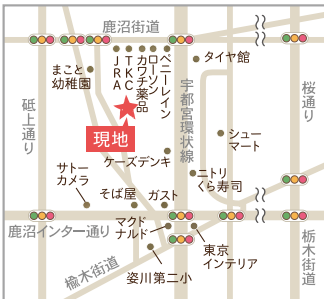 鹿沼街道
ペニーレイン
ローソン
カワチ薬品
TKC
JRA
タイヤ館
まこと
幼稚園
宇都宮環状線
桜通り
砥上通り
現地
シュー
マート
ケーズデンキ
ニトリ
くら寿司
サトー
カメラ
そば屋
ガスト
鹿沼インター通り
マクド
ナルド
東京
インテリア
栃木街道
楡木街道
姿川第二小